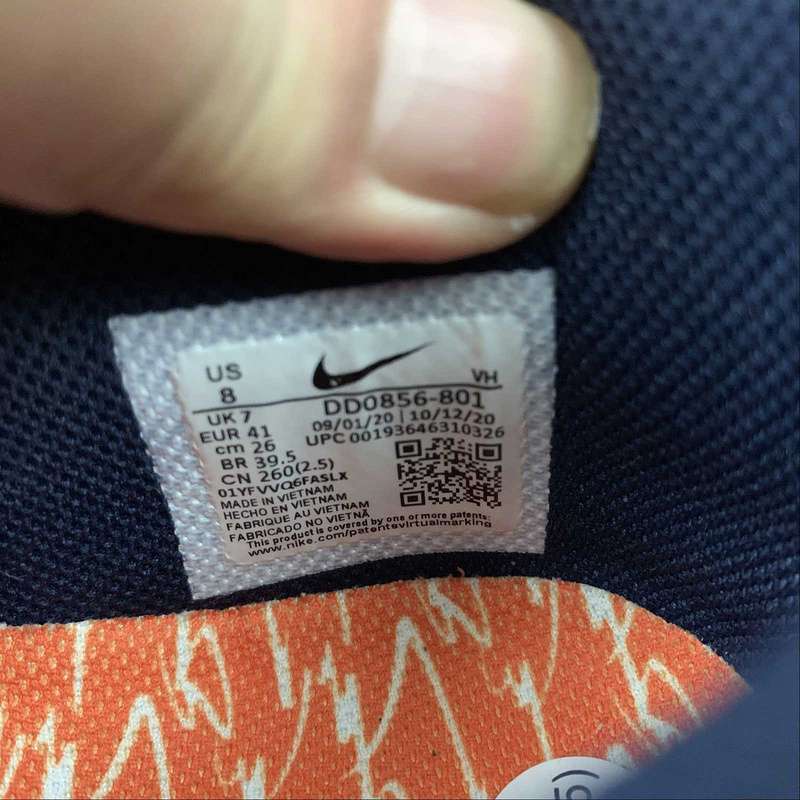 US
8
VH
UK 7
DD0856-801
EUR 41
09/01/20 | 10/12/20
cm 26
UPC 00193646310326
BR 39.5
CN 260(2.5)
01YFVVQ6FASLX
MADE IN VIETNAM
HECHO EN VIETNAM
FABRIQUE AU VIETNAM
FABRICADO NO VIETNÃ
This product is covered by one or more patents:
www.nike.com/patentsvirtualmarking